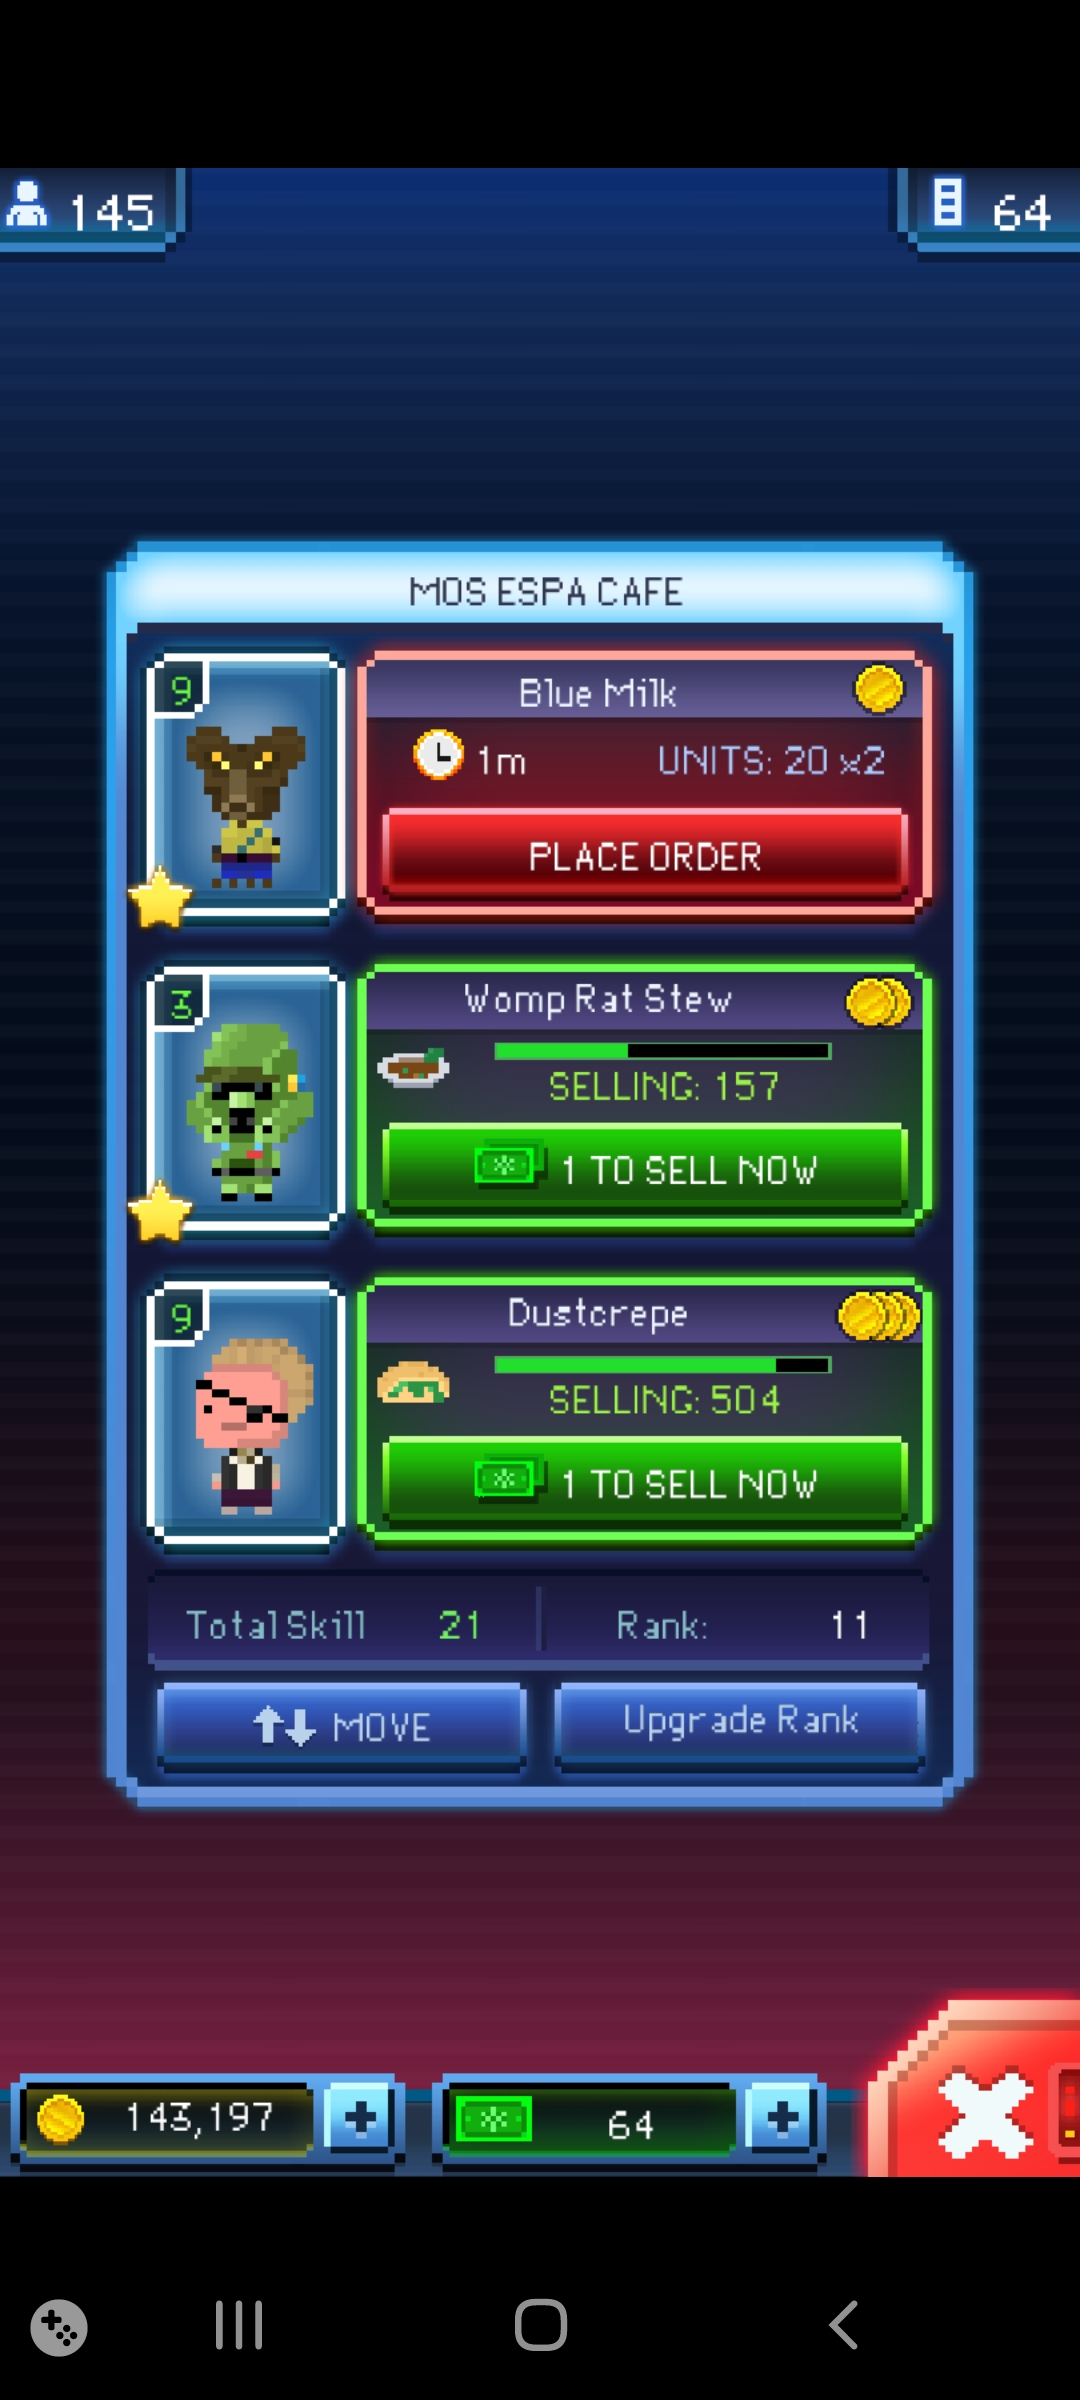 145
64
MOS ESPA CAFE
9
Blue Milk
1m
UNITS: 20 x2
PLACE ORDER
3
Womp Rat Stew
SELLING: 157
1 TO SELL NOW
9
Dustcrepe
SELLING: 504
1 TO SELL NOW
Total Skill 21
Rank: 11
MOVE
Upgrade Rank
143,197
64